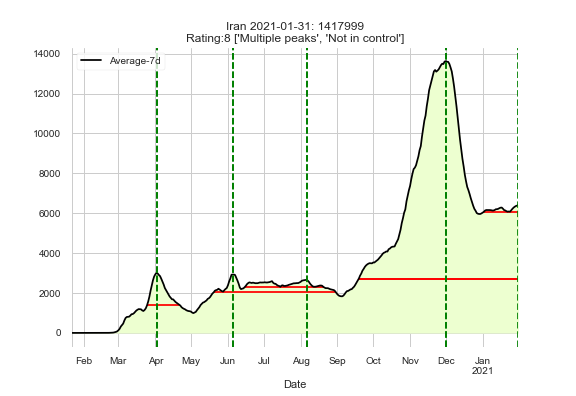 Iran 2021-01-31: 1417999
Rating:8 ['Multiple peaks', 'Not in control']
Average-7d
14000
12000
10000
8000
6000
4000
2000
0
Feb Mar Apr May Jun Jul Aug Sep Oct Nov Dec Jan
2021
Date